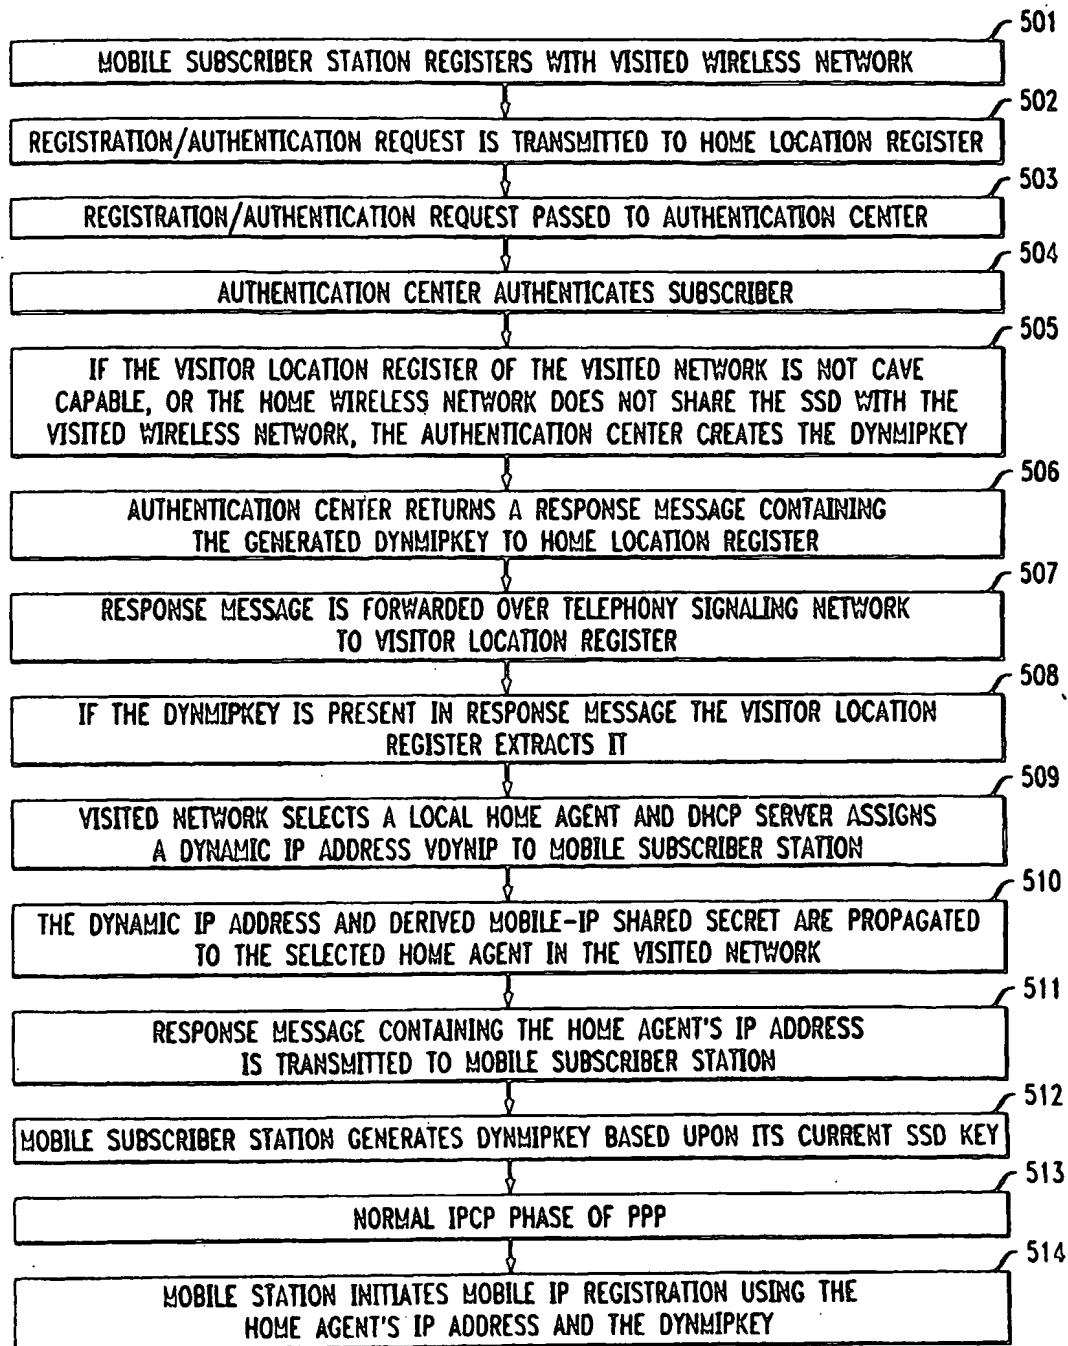 501
MOBILE SUBSCRIBER STATION REGISTERS WITH VISITED WIRELESS NETWORK
502
REGISTRATION/AUTHENTICATION REQUEST IS TRANSMITTED TO HOME LOCATION REGISTER
503
REGISTRATION/AUTHENTICATION REQUEST PASSED TO AUTHENTICATION CENTER
504
AUTHENTICATION CENTER AUTHENTICATES SUBSCRIBER
505
IF THE VISITOR LOCATION REGISTER OF THE VISITED NETWORK IS NOT CAVE
CAPABLE, OR THE HOME WIRELESS NETWORK DOES NOT SHARE THE SSD WITH THE
VISITED WIRELESS NETWORK, THE AUTHENTICATION CENTER CREATES THE DYNMIPKEY
506
AUTHENTICATION CENTER RETURNS A RESPONSE MESSAGE CONTAINING
THE GENERATED DYNMIPKEY TO HOME LOCATION REGISTER
507
RESPONSE MESSAGE IS FORWARDED OVER TELEPHONY SIGNALING NETWORK
TO VISITOR LOCATION REGISTER
508
IF THE DYNMIPKEY IS PRESENT IN RESPONSE MESSAGE THE VISITOR LOCATION
REGISTER EXTRACTS IT
509
VISITED NETWORK SELECTS A LOCAL HOME AGENT AND DHCP SERVER ASSIGNS
A DYNAMIC IP ADDRESS VDYNIP TO MOBILE SUBSCRIBER STATION
510
THE DYNAMIC IP ADDRESS AND DERIVED MOBILE-IP SHARED SECRET ARE PROPAGATED
TO THE SELECTED HOME AGENT IN THE VISITED NETWORK
511
RESPONSE MESSAGE CONTAINING THE HOME AGENT'S IP ADDRESS
IS TRANSMITTED TO MOBILE SUBSCRIBER STATION
512
MOBILE SUBSCRIBER STATION GENERATES DYNMIPKEY BASED UPON ITS CURRENT SSD KEY
513
NORMAL IPCP PHASE OF PPP
514
MOBILE STATION INITIATES MOBILE IP REGISTRATION USING THE
HOME AGENT'S IP ADDRESS AND THE DYNMIPKEY